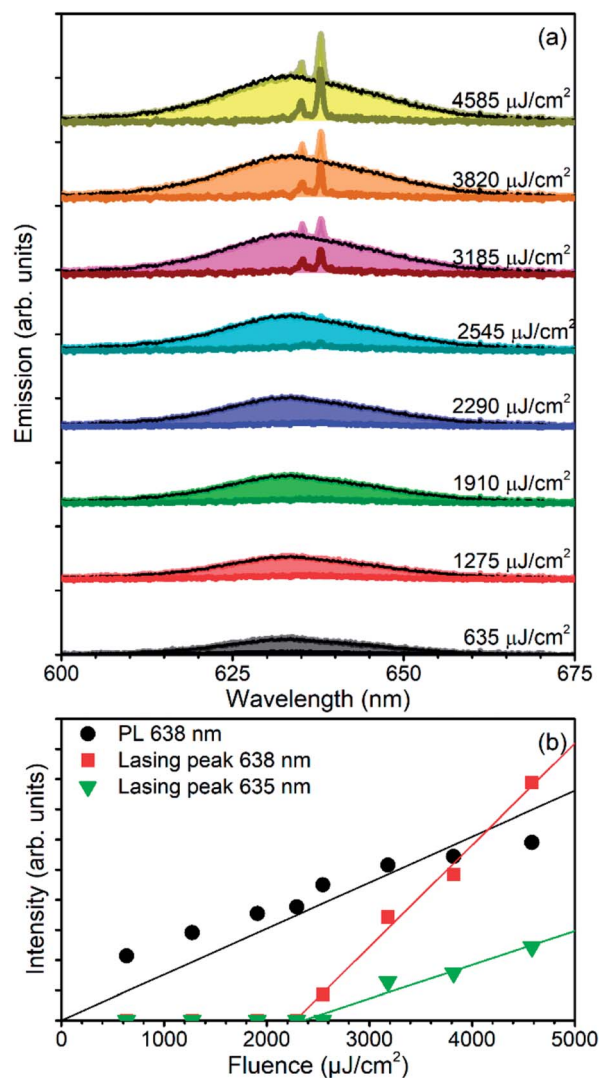 (a)
4585 μJ/cm²
3820 μJ/cm²
3185 μJ/cm²
2545 μJ/cm²
2290 μJ/cm²
1910 μJ/cm²
1275 μJ/cm²
635 μJ/cm²
Emission (arb. units)
600 625 650 675
Wavelength (nm)
(b)
PL 638 nm
Lasing peak 638 nm
Lasing peak 635 nm
Intensity (arb. units)
0 1000 2000 3000 4000 5000
Fluence (μJ/cm²)